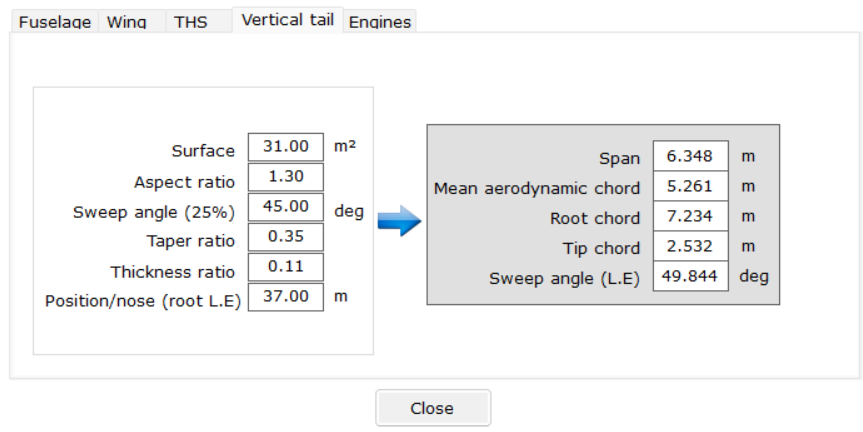 Fuselage Wing THS Vertical tail Engines
Surface 31.00 m²
Aspect ratio 1.30
Sweep angle (25%) 45.00 deg
Taper ratio 0.35
Thickness ratio 0.11
Position/nose (root L.E) 37.00 m
Span 6.348 m
Mean aerodynamic chord 5.261 m
Root chord 7.234 m
Tip chord 2.532 m
Sweep angle (L.E) 49.844 deg
Close